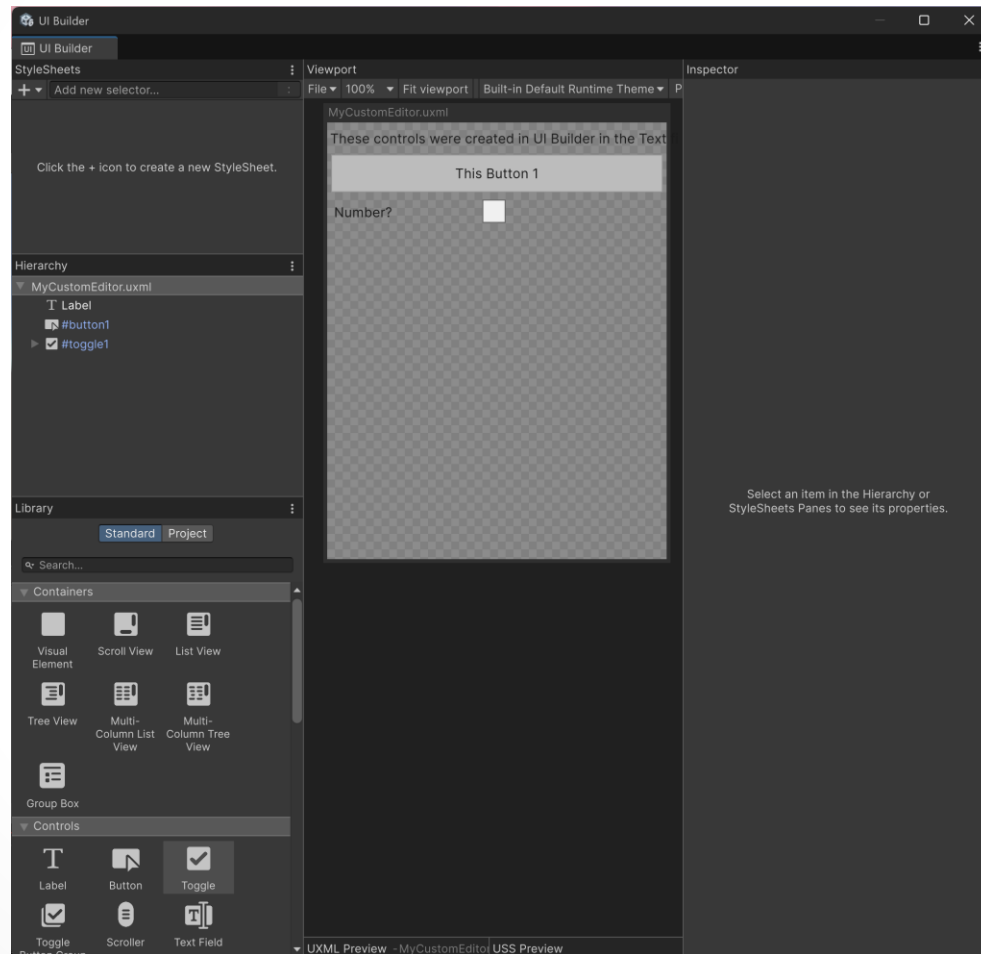 UI Builder
UI Builder
StyleSheets
Add new selector...
Click the + icon to create a new StyleSheet.
Hierarchy
MyCustomEditor.uxml
Label
#button1
#toggle1
Library
Standard Project
Search...
Containers
Visual Element
Scroll View
List View
Tree View
Multi-Column List View
Multi-Column Tree View
Group Box
Controls
Label
Button
Toggle
Toggle
Scroller
Text Field
Viewport
File 100% Fit viewport Built-in Default Runtime Theme P
MyCustomEditor.uxml
These controls were created in UI Builder in the Text
This Button 1
Number?
UXML Preview - MyCustomEditor
USS Preview
Inspector
Select an item in the Hierarchy or
StyleSheets Panes to see its properties.